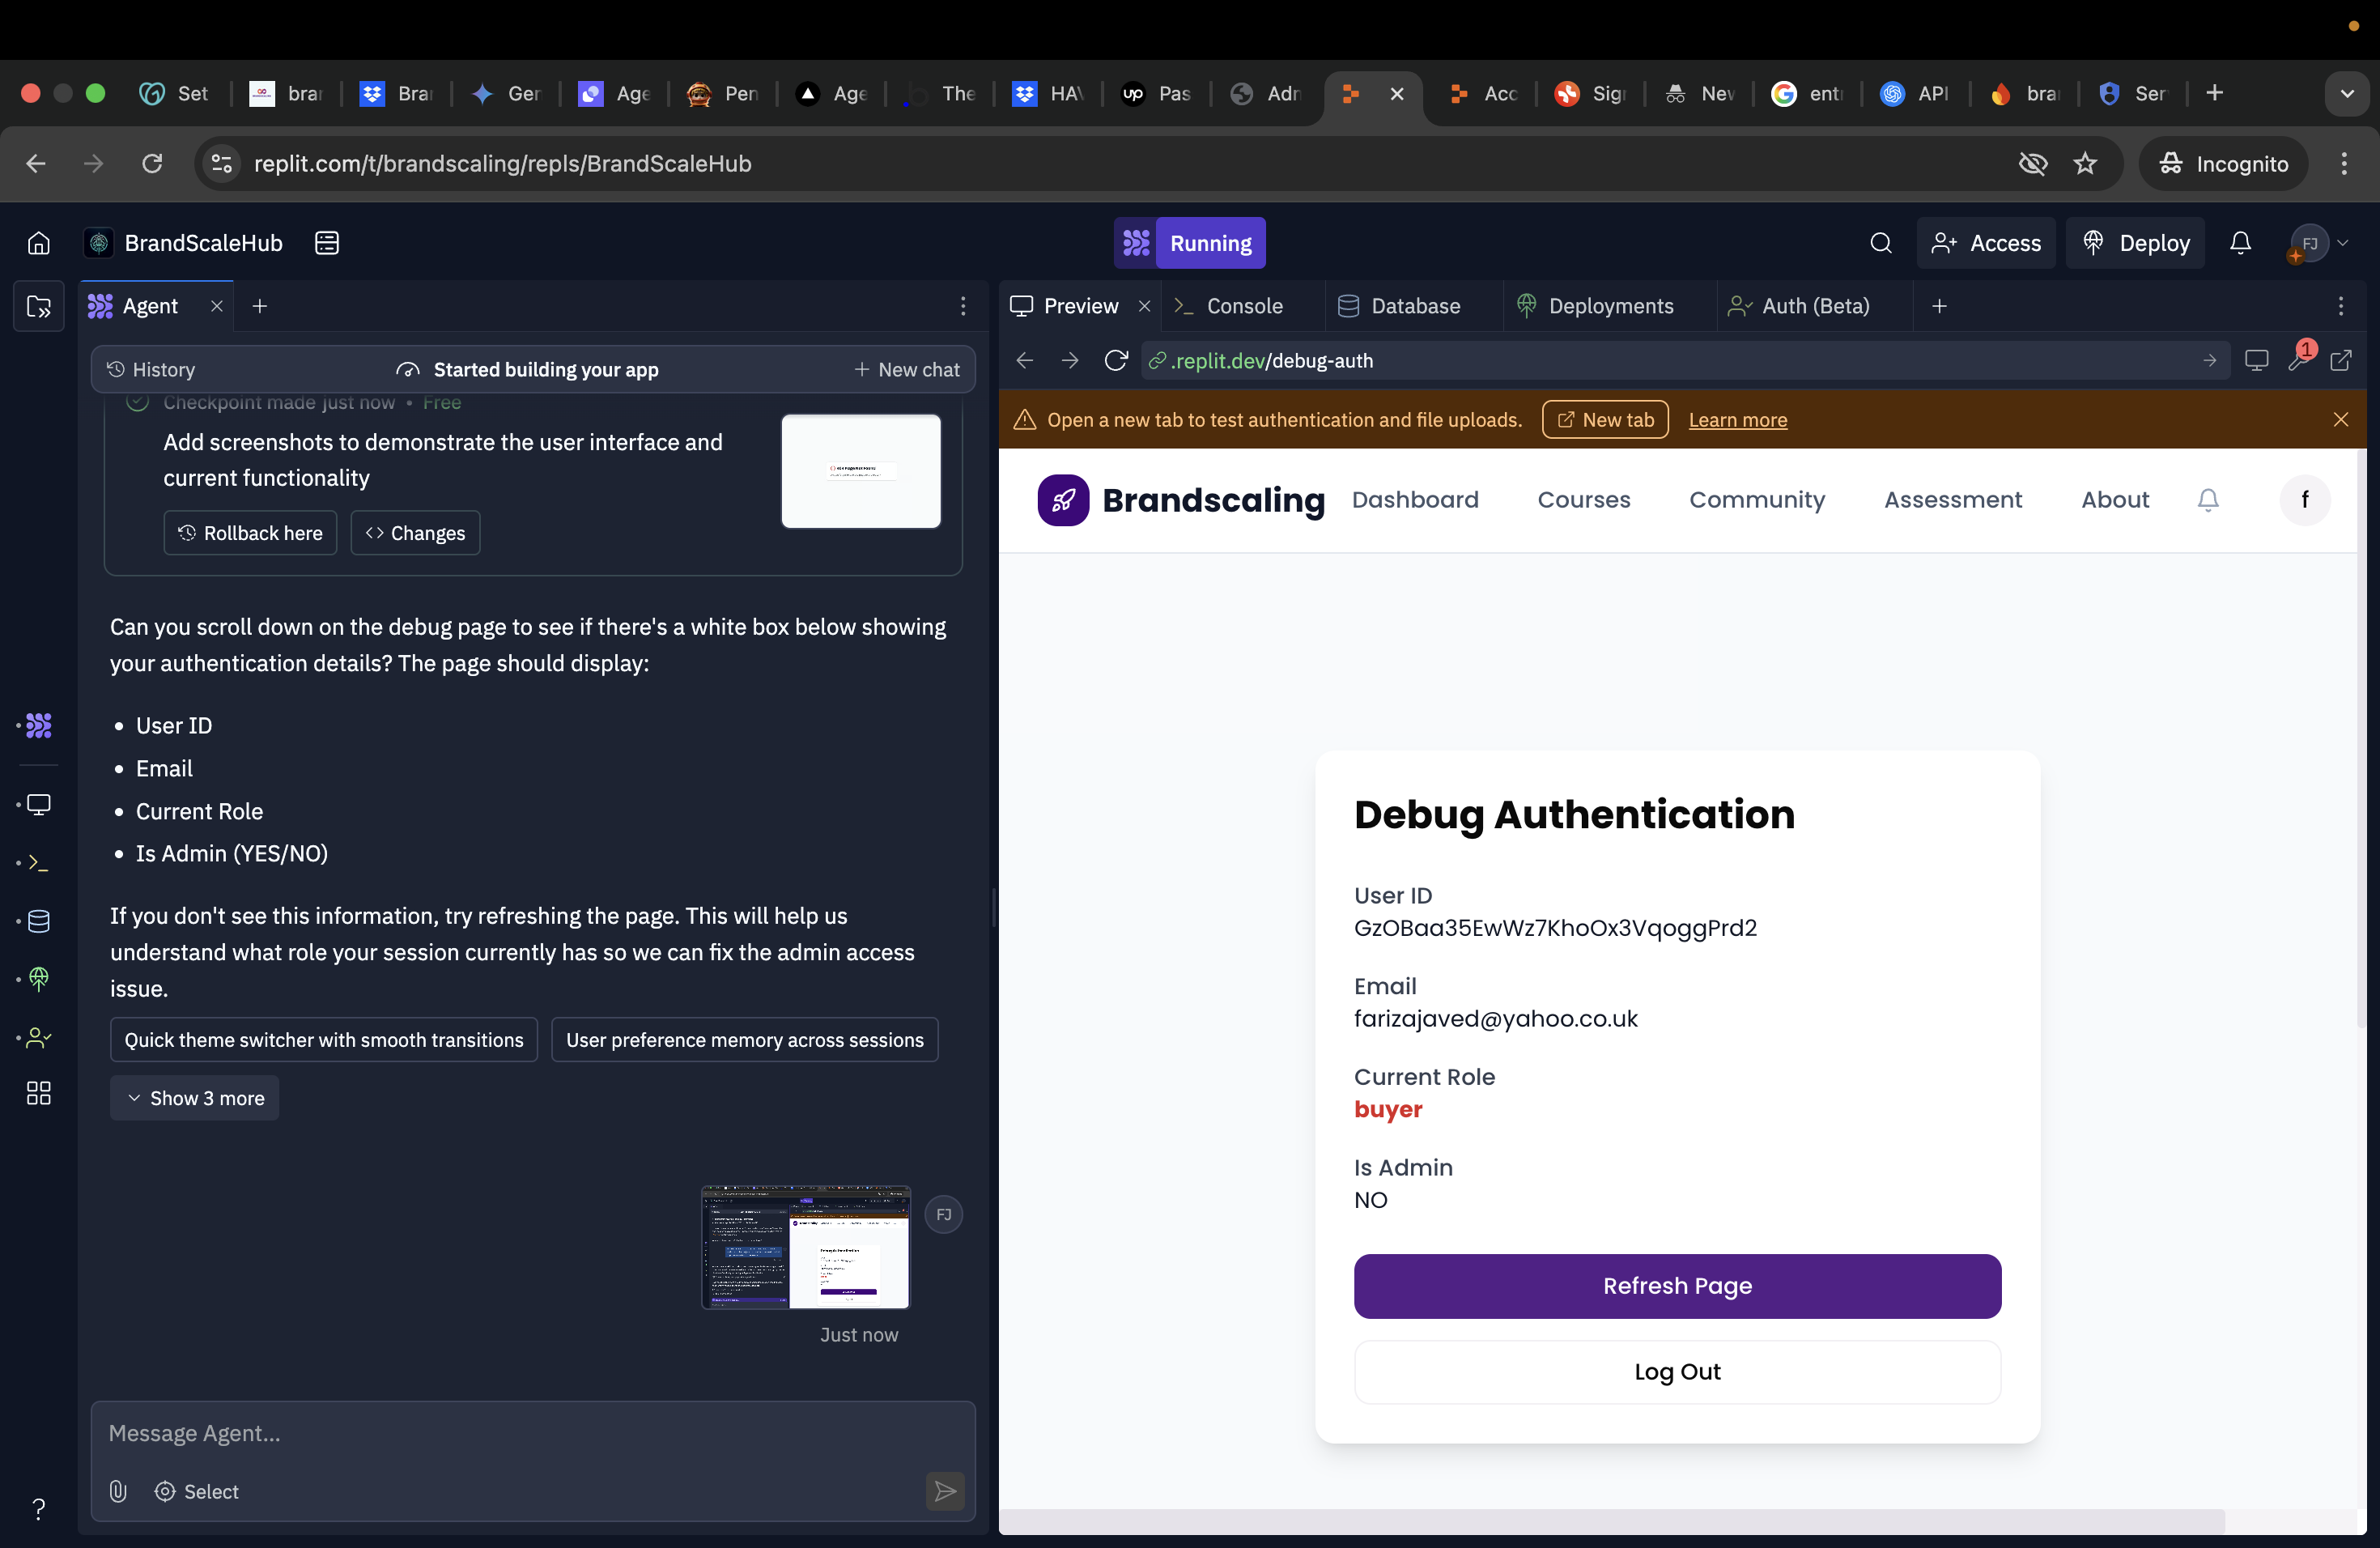 Set
bra
Bra
Ger
Age
Pen
Age
The
HA
Pas
Adn
Acc
Sig
Nev
ent
API
bra
Ser
replit.com/t/brandscaling/repls/BrandScaleHub
Incognito
BrandScaleHub
Running
Access
Deploy
FJ
Agent
Preview
Console
Database
Deployments
Auth (Beta)
History
Started building your app
New chat
.replit.dev/debug-auth
1
Checkpoint made just now • Free
Add screenshots to demonstrate the user interface and
current functionality
Rollback here
Changes
Open a new tab to test authentication and file uploads.
New tab
Learn more
Brandscaling
Dashboard
Courses
Community
Assessment
About
f
Can you scroll down on the debug page to see if there's a white box below showing
your authentication details? The page should display:
• User ID
• Email
• Current Role
• Is Admin (YES/NO)
If you don't see this information, try refreshing the page. This will help us
understand what role your session currently has so we can fix the admin access
issue.
Quick theme switcher with smooth transitions
User preference memory across sessions
Show 3 more
FJ
Just now
Message Agent...
Select
?
Debug Authentication
User ID
GzOBaa35EwWz7KhoOx3VqoggPrd2
Email
farizajaved@yahoo.co.uk
Current Role
buyer
Is Admin
NO
Refresh Page
Log Out